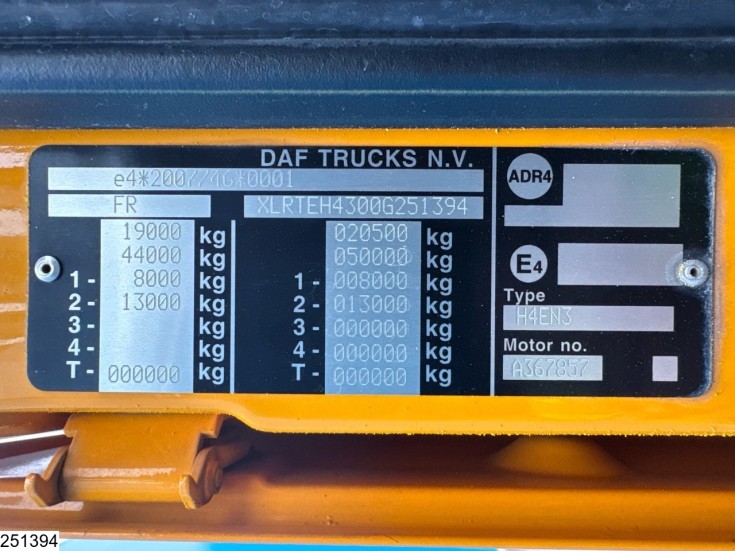 DAF TRUCKS N.V.
e4*2007/46*0001
FR XLRTEH4300G251394
19000 kg 020500 kg
44000 kg 050000 kg
1- 8000 kg 1- 008000 kg
2- 13000 kg 2- 013000 kg
3- kg 3- 000000 kg
4- kg 4- 000000 kg
T- 000000 kg T- 000000 kg
ADR4
E4
Type
H4EN3
Motor no.
A367857
251394